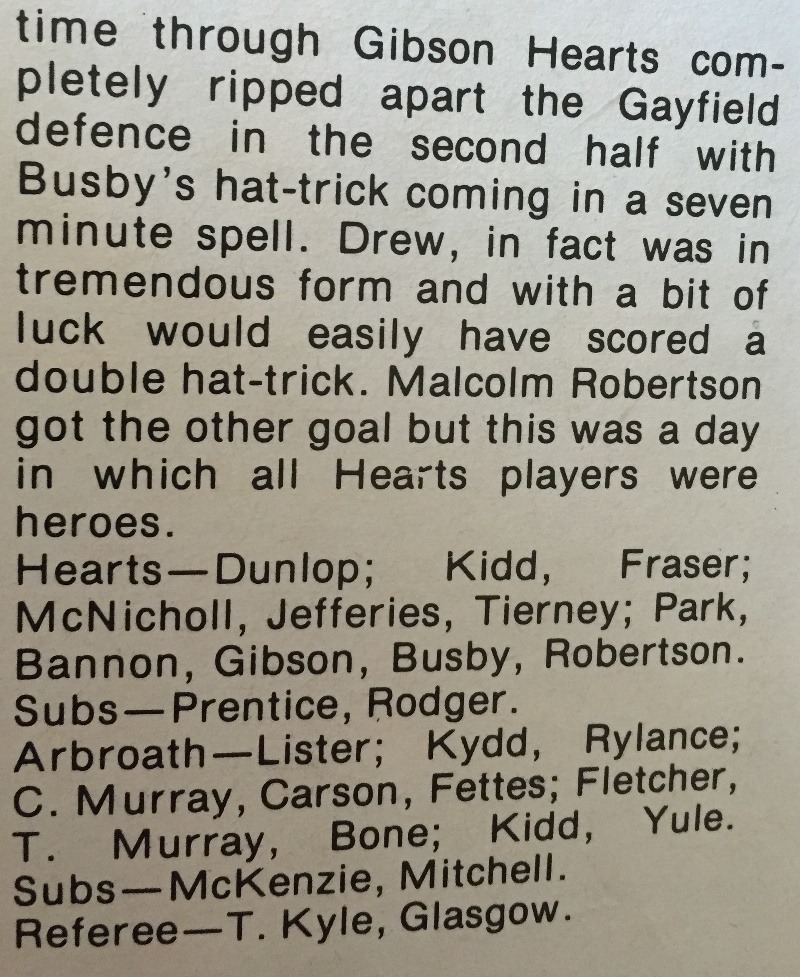 time through Gibson Hearts com-
pletely ripped apart the Gayfield
defence in the second half with
Busby's hat-trick coming in a seven
minute spell. Drew, in fact was in
tremendous form and with a bit of
luck would easily have scored a
double hat-trick. Malcolm Robertson
got the other goal but this was a day
in which all Hearts players were
heroes.
Hearts—Dunlop; Kidd, Fraser;
McNicholl, Jefferies, Tierney; Park,
Bannon, Gibson, Busby, Robertson.
Subs—Prentice, Rodger.
Arbroath—Lister; Kydd, Rylance;
C. Murray, Carson, Fettes; Fletcher,
T. Murray, Bone; Kidd, Yule.
Subs—McKenzie, Mitchell.
Referee—T. Kyle, Glasgow.